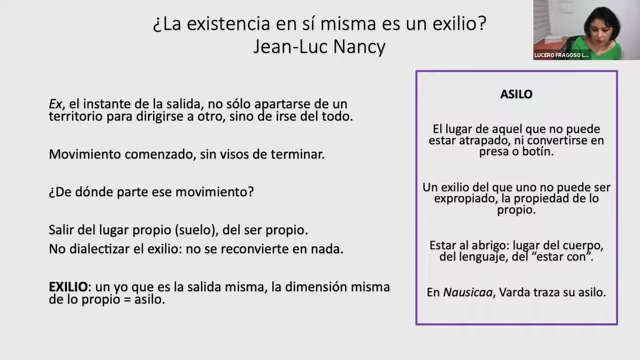 ¿La existencia en sí misma es un exilio?
Jean-Luc Nancy
Ex, el instante de la salida, no sólo apartarse de un
territorio para dirigirse a otro, sino de irse del todo.
Movimiento comenzado, sin visos de terminar.
¿De dónde parte ese movimiento?
Salir del lugar propio (suelo), del ser propio.
No dialectizar el exilio: no se reconvierte en nada.
EXILIO: un yo que es la salida misma, la dimensión misma
de lo propio = asilo.
ASILO
El lugar de aquel que no puede
estar atrapado, ni convertirse en
presa o botín.
Un exilio del que uno no puede ser
expropiado, la propiedad de lo
propio.
Estar al abrigo: lugar del cuerpo,
del lenguaje, del “estar con”.
En Nausicaa, Varda traza su asilo.
LUCERO FRAGOSO L...